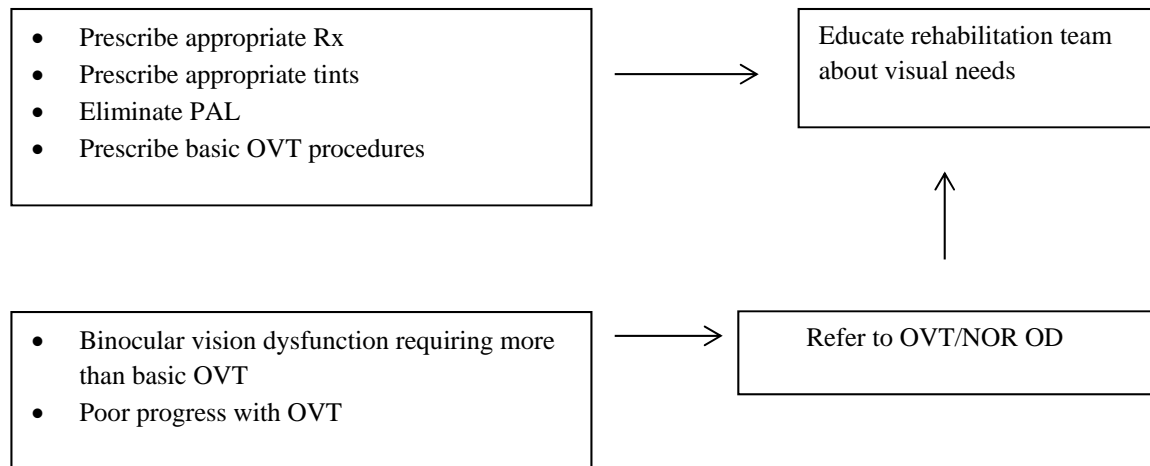 • Prescribe appropriate Rx
• Prescribe appropriate tints
• Eliminate PAL
• Prescribe basic OVT procedures
Educate rehabilitation team
about visual needs
• Binocular vision dysfunction requiring more
than basic OVT
• Poor progress with OVT
Refer to OVT/NOR OD